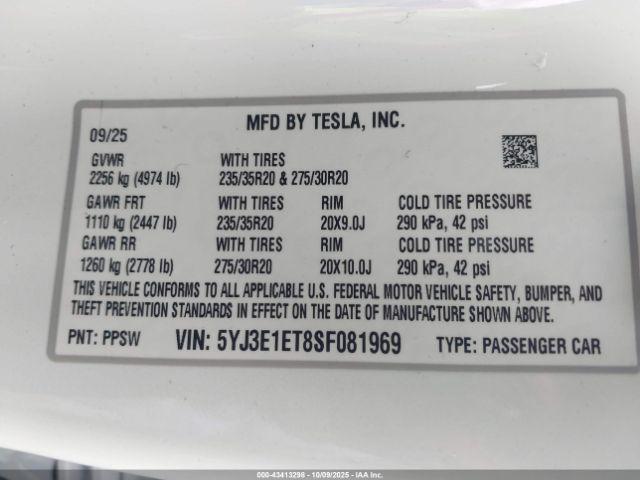 MFD BY TESLA, INC.
09/25
GVWR WITH TIRES
2256 kg (4974 lb) 235/35R20 & 275/30R20
GAWR FRT WITH TIRES RIM COLD TIRE PRESSURE
1110 kg (2447 lb) 235/35R20 20X9.0J 290 kPa, 42 psi
GAWR RR WITH TIRES RIM COLD TIRE PRESSURE
1260 kg (2778 lb) 275/30R20 20X10.0J 290 kPa, 42 psi
THIS VEHICLE CONFORMS TO ALL APPLICABLE U.S. FEDERAL MOTOR VEHICLE SAFETY, BUMPER, AND
THEFT PREVENTION STANDARDS IN EFFECT ON THE DATE OF MANUFACTURE SHOWN ABOVE.
PNT: PPSW VIN: 5YJ3E1ET8SF081969 TYPE: PASSENGER CAR
000-43413298 - 10/09/2025 - IAA Inc.